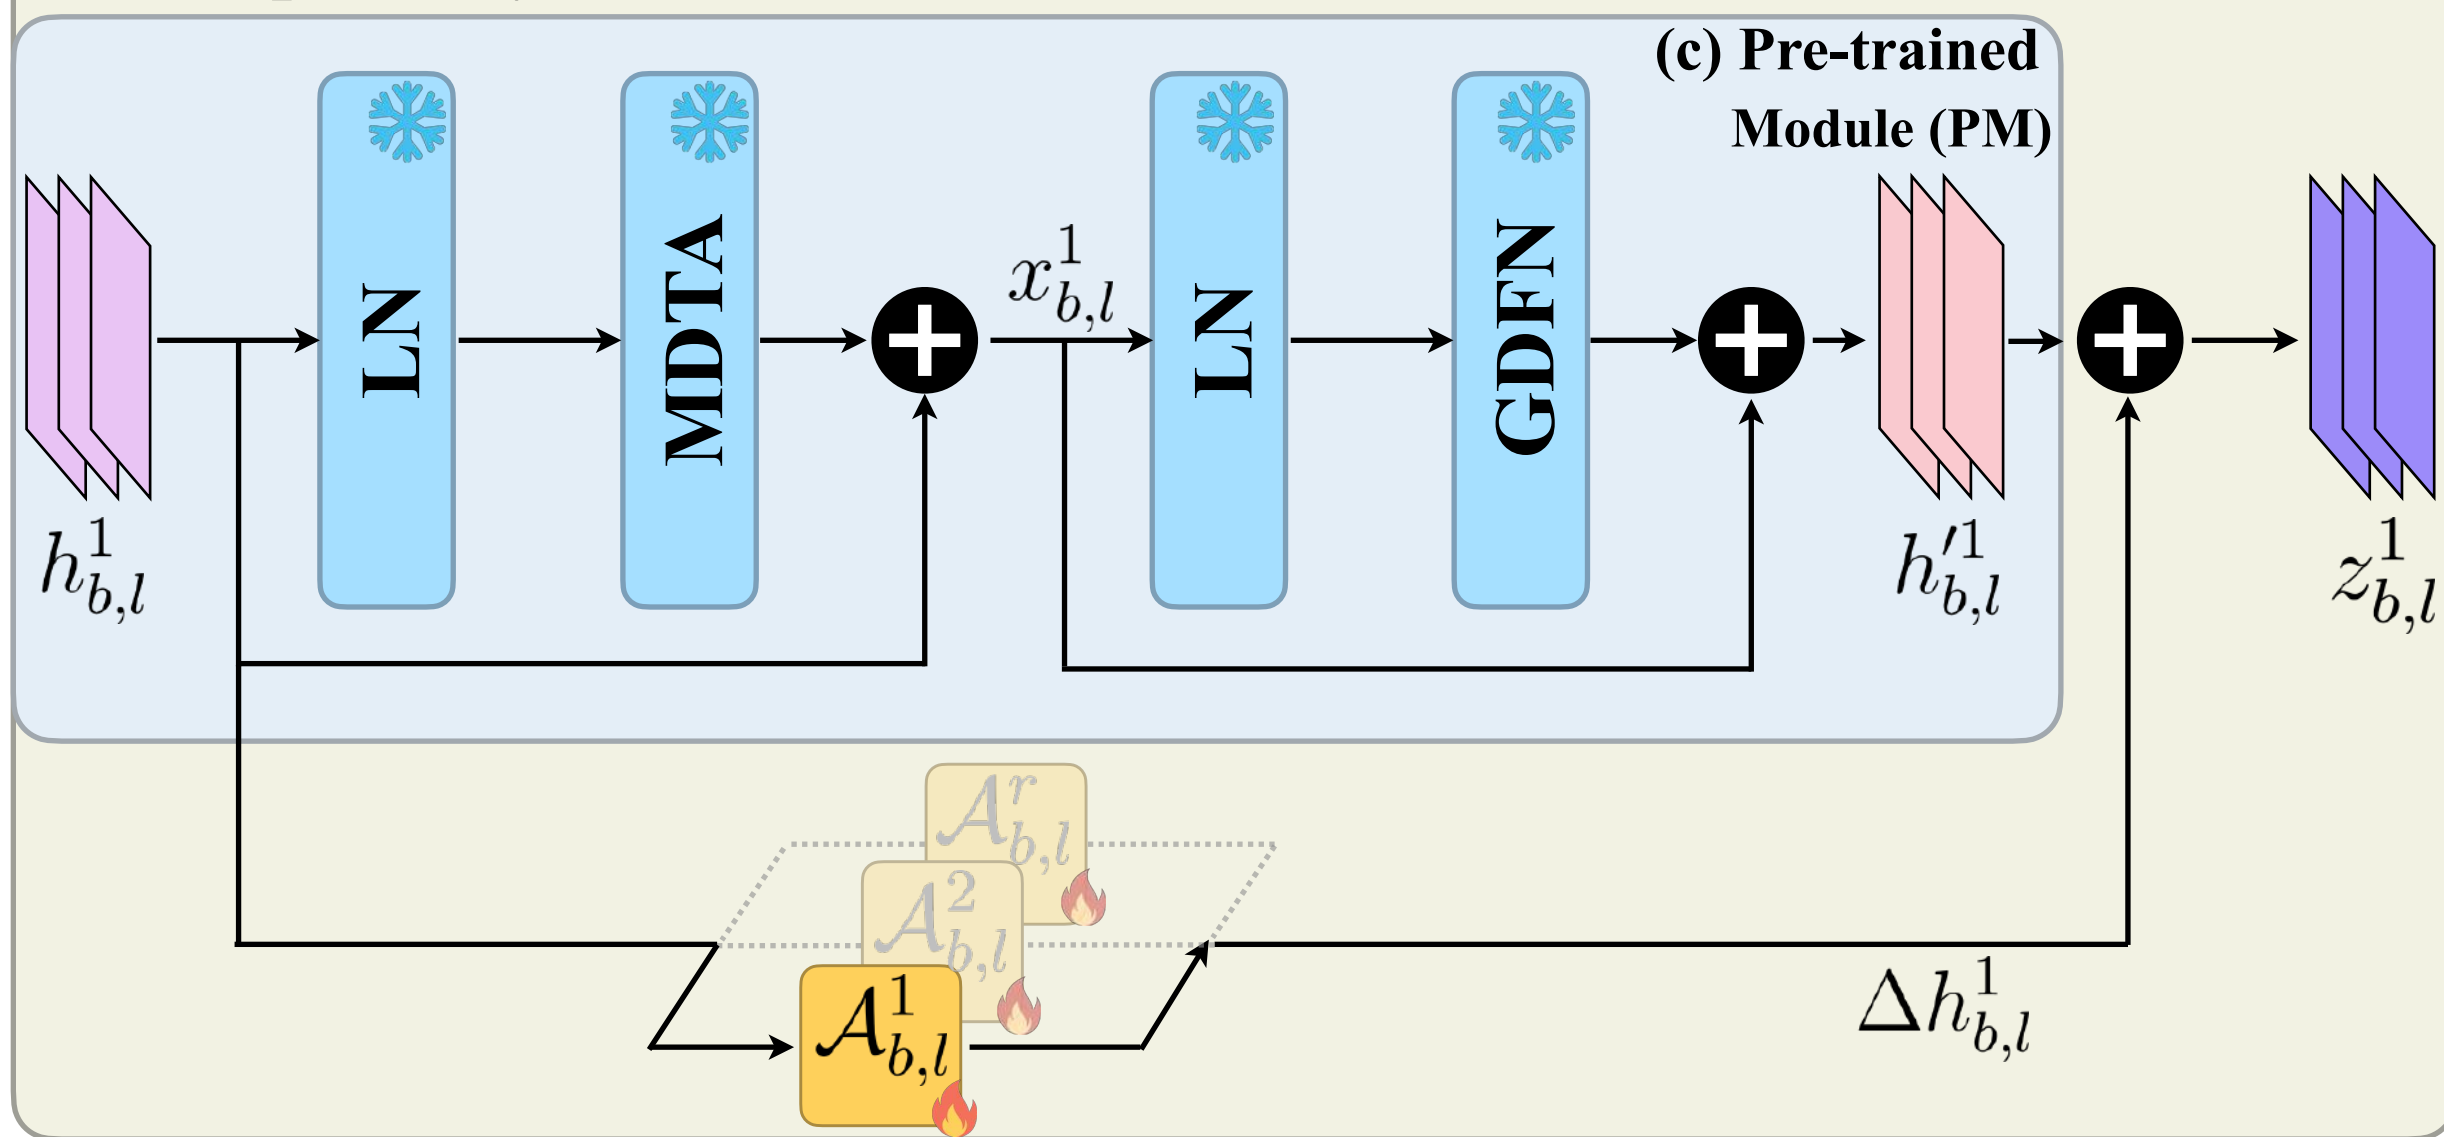 (c) Pre-trained
Module (PM)
LN
MDTA
LN
GDFN
x^1_{b,l}
h^1_{b,l}
h'^1_{b,l}
z^1_{b,l}
A^r_{b,l}
A^2_{b,l}
A^1_{b,l}
Δh^1_{b,l}